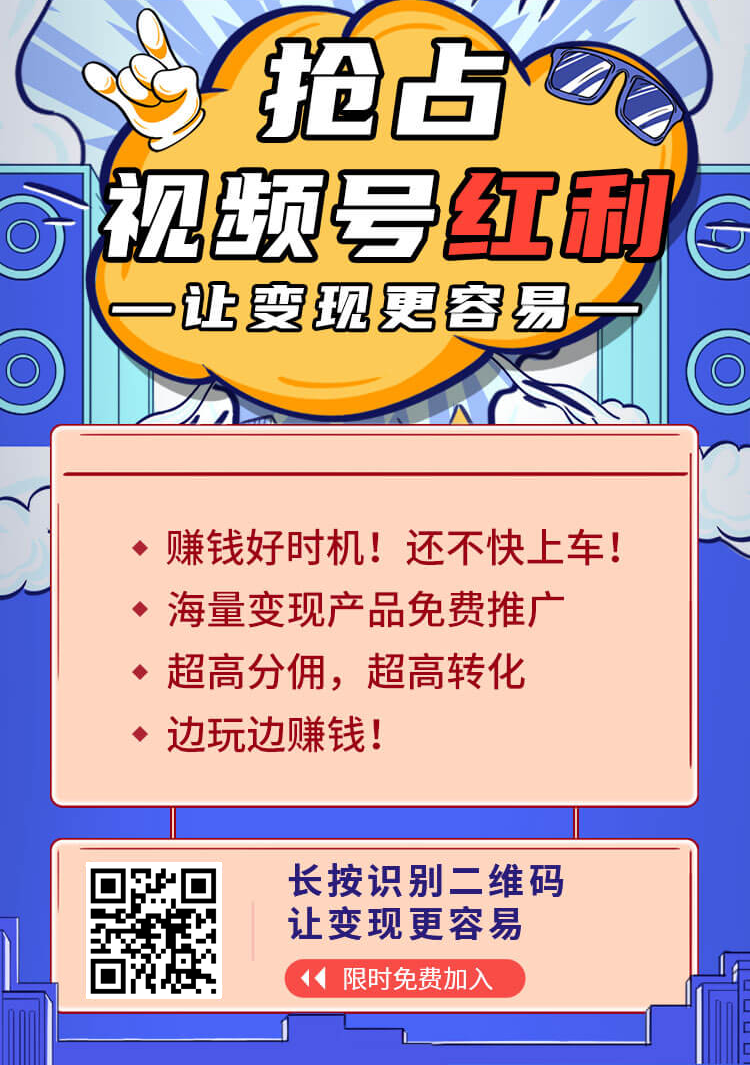 抢占
视频号红利
—让变现更容易—
◆ 赚钱好时机！还不快上车！
◆ 海量变现产品免费推广
◆ 超高分佣，超高转化
◆ 边玩边赚钱！
长按识别二维码
让变现更容易
限时免费加入